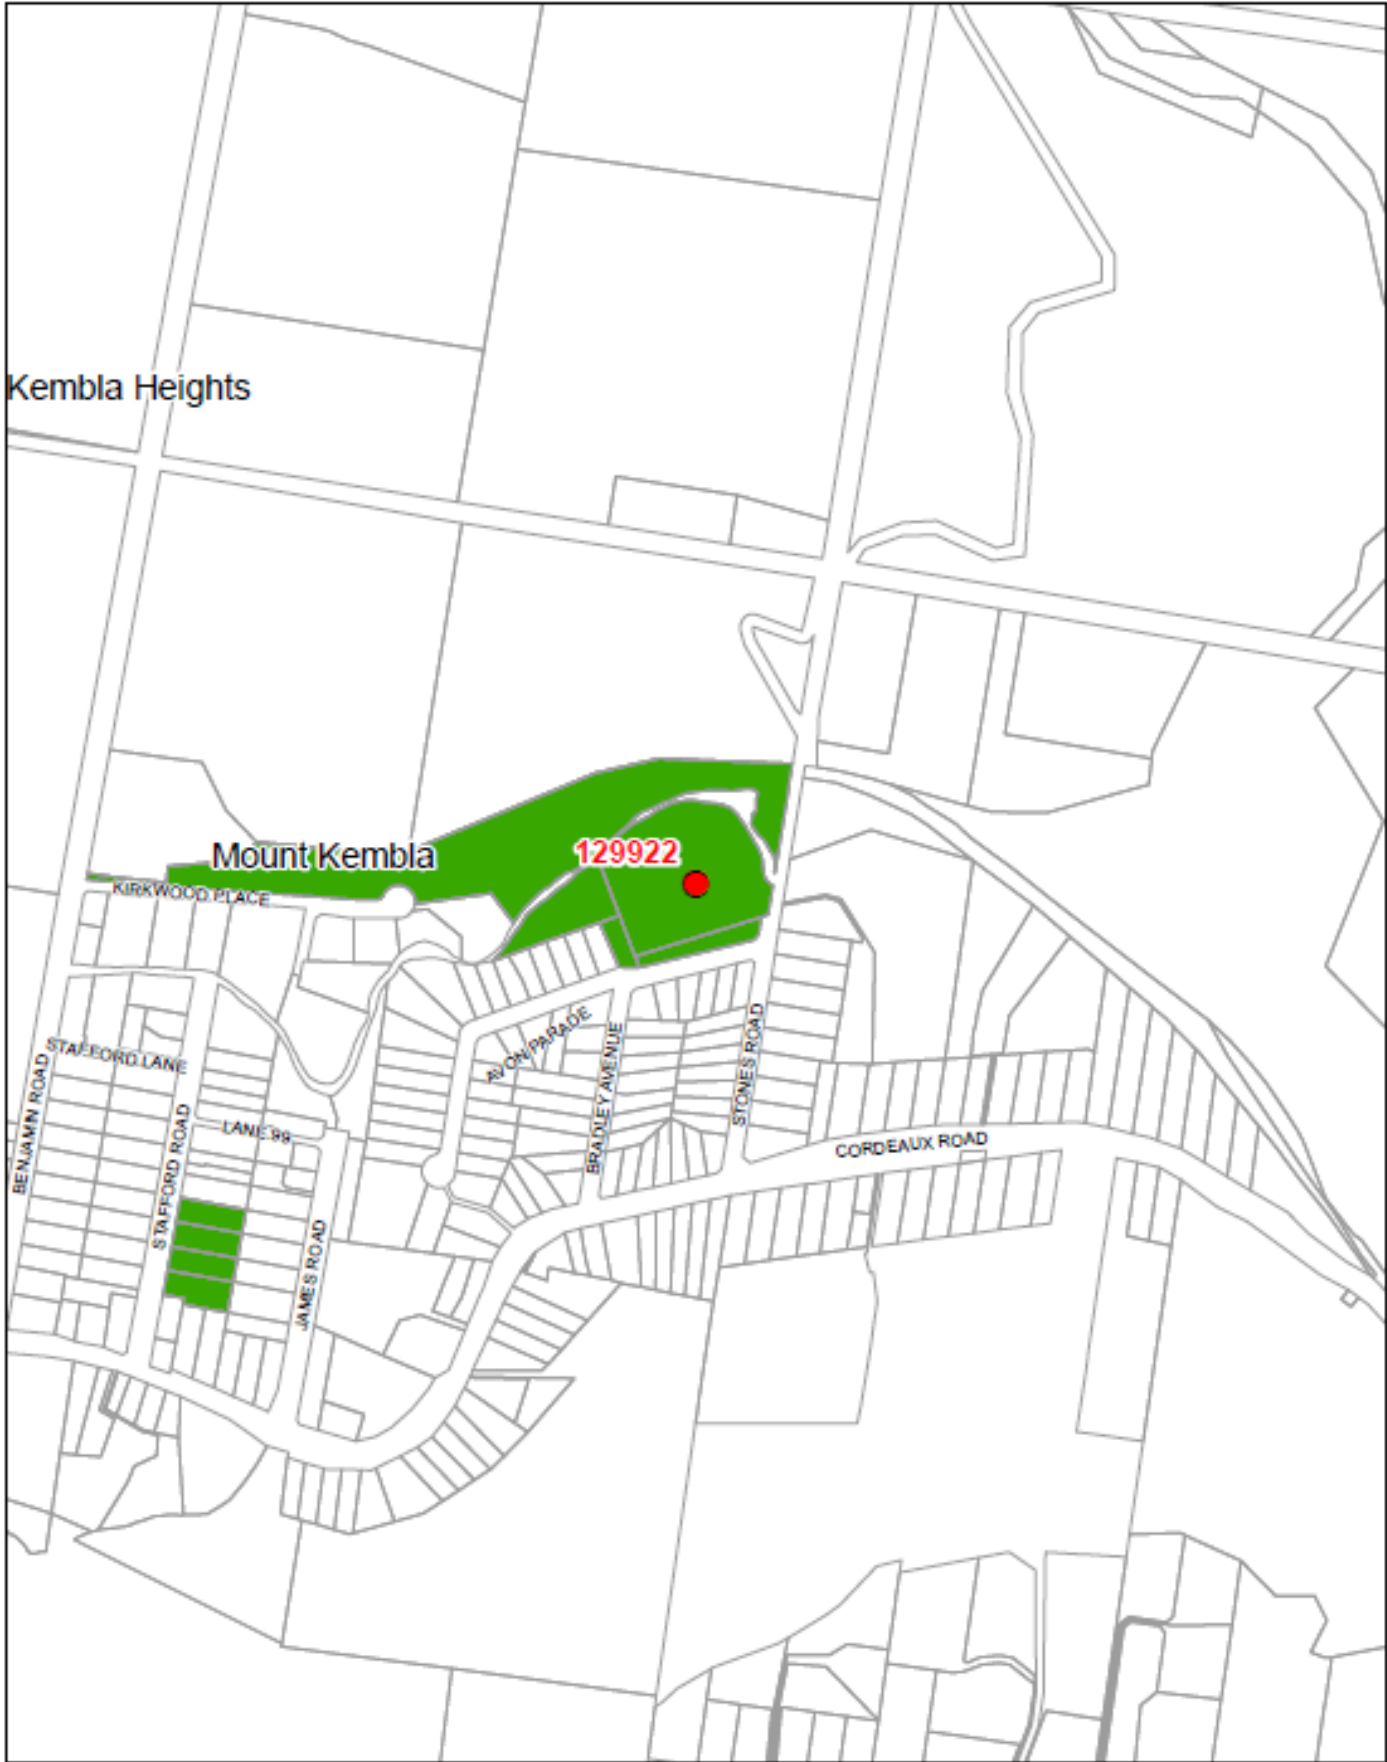 Kembla Heights
Mount Kembla
129922
KIRKWOOD PLACE
STAFFORD LANE
AVON PARADE
BENJAMIN ROAD
STAFFORD ROAD
LANE 99
BRADLEY AVENUE
STONES ROAD
CORDEAUX ROAD
JAMES ROAD